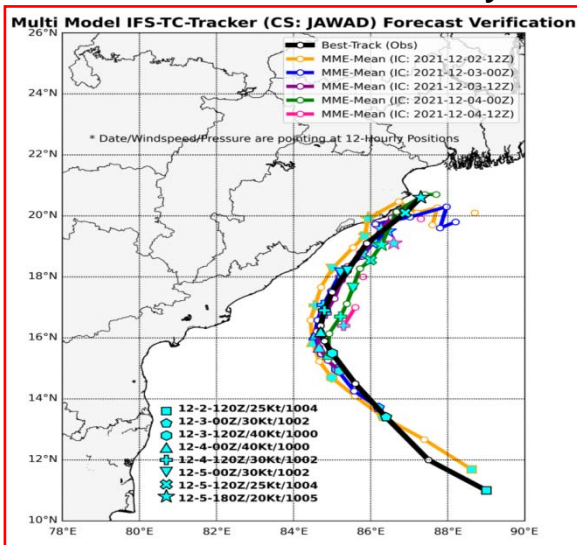 Multi Model IFS-TC-Tracker (CS: JAWAD) Forecast Verification
26°N
24°N
22°N
20°N
18°N
16°N
14°N
12°N
10°N
Best-Track (Obs)
MME-Mean (IC: 2021-12-02-12Z)
MME-Mean (IC: 2021-12-03-00Z)
MME-Mean (IC: 2021-12-03-12Z)
MME-Mean (IC: 2021-12-04-00Z)
MME-Mean (IC: 2021-12-04-12Z)
* Date/Windspeed/Pressure are pointing at 12-Hourly Positions
12-2-120Z/25Kt/1004
12-3-00Z/30Kt/1002
12-3-120Z/40Kt/1000
12-4-00Z/40Kt/1000
12-4-120Z/30Kt/1002
12-5-00Z/30Kt/1002
12-5-120Z/25Kt/1004
12-5-180Z/20Kt/1005
78°E 80°E 82°E 84°E 86°E 88°E 90°E